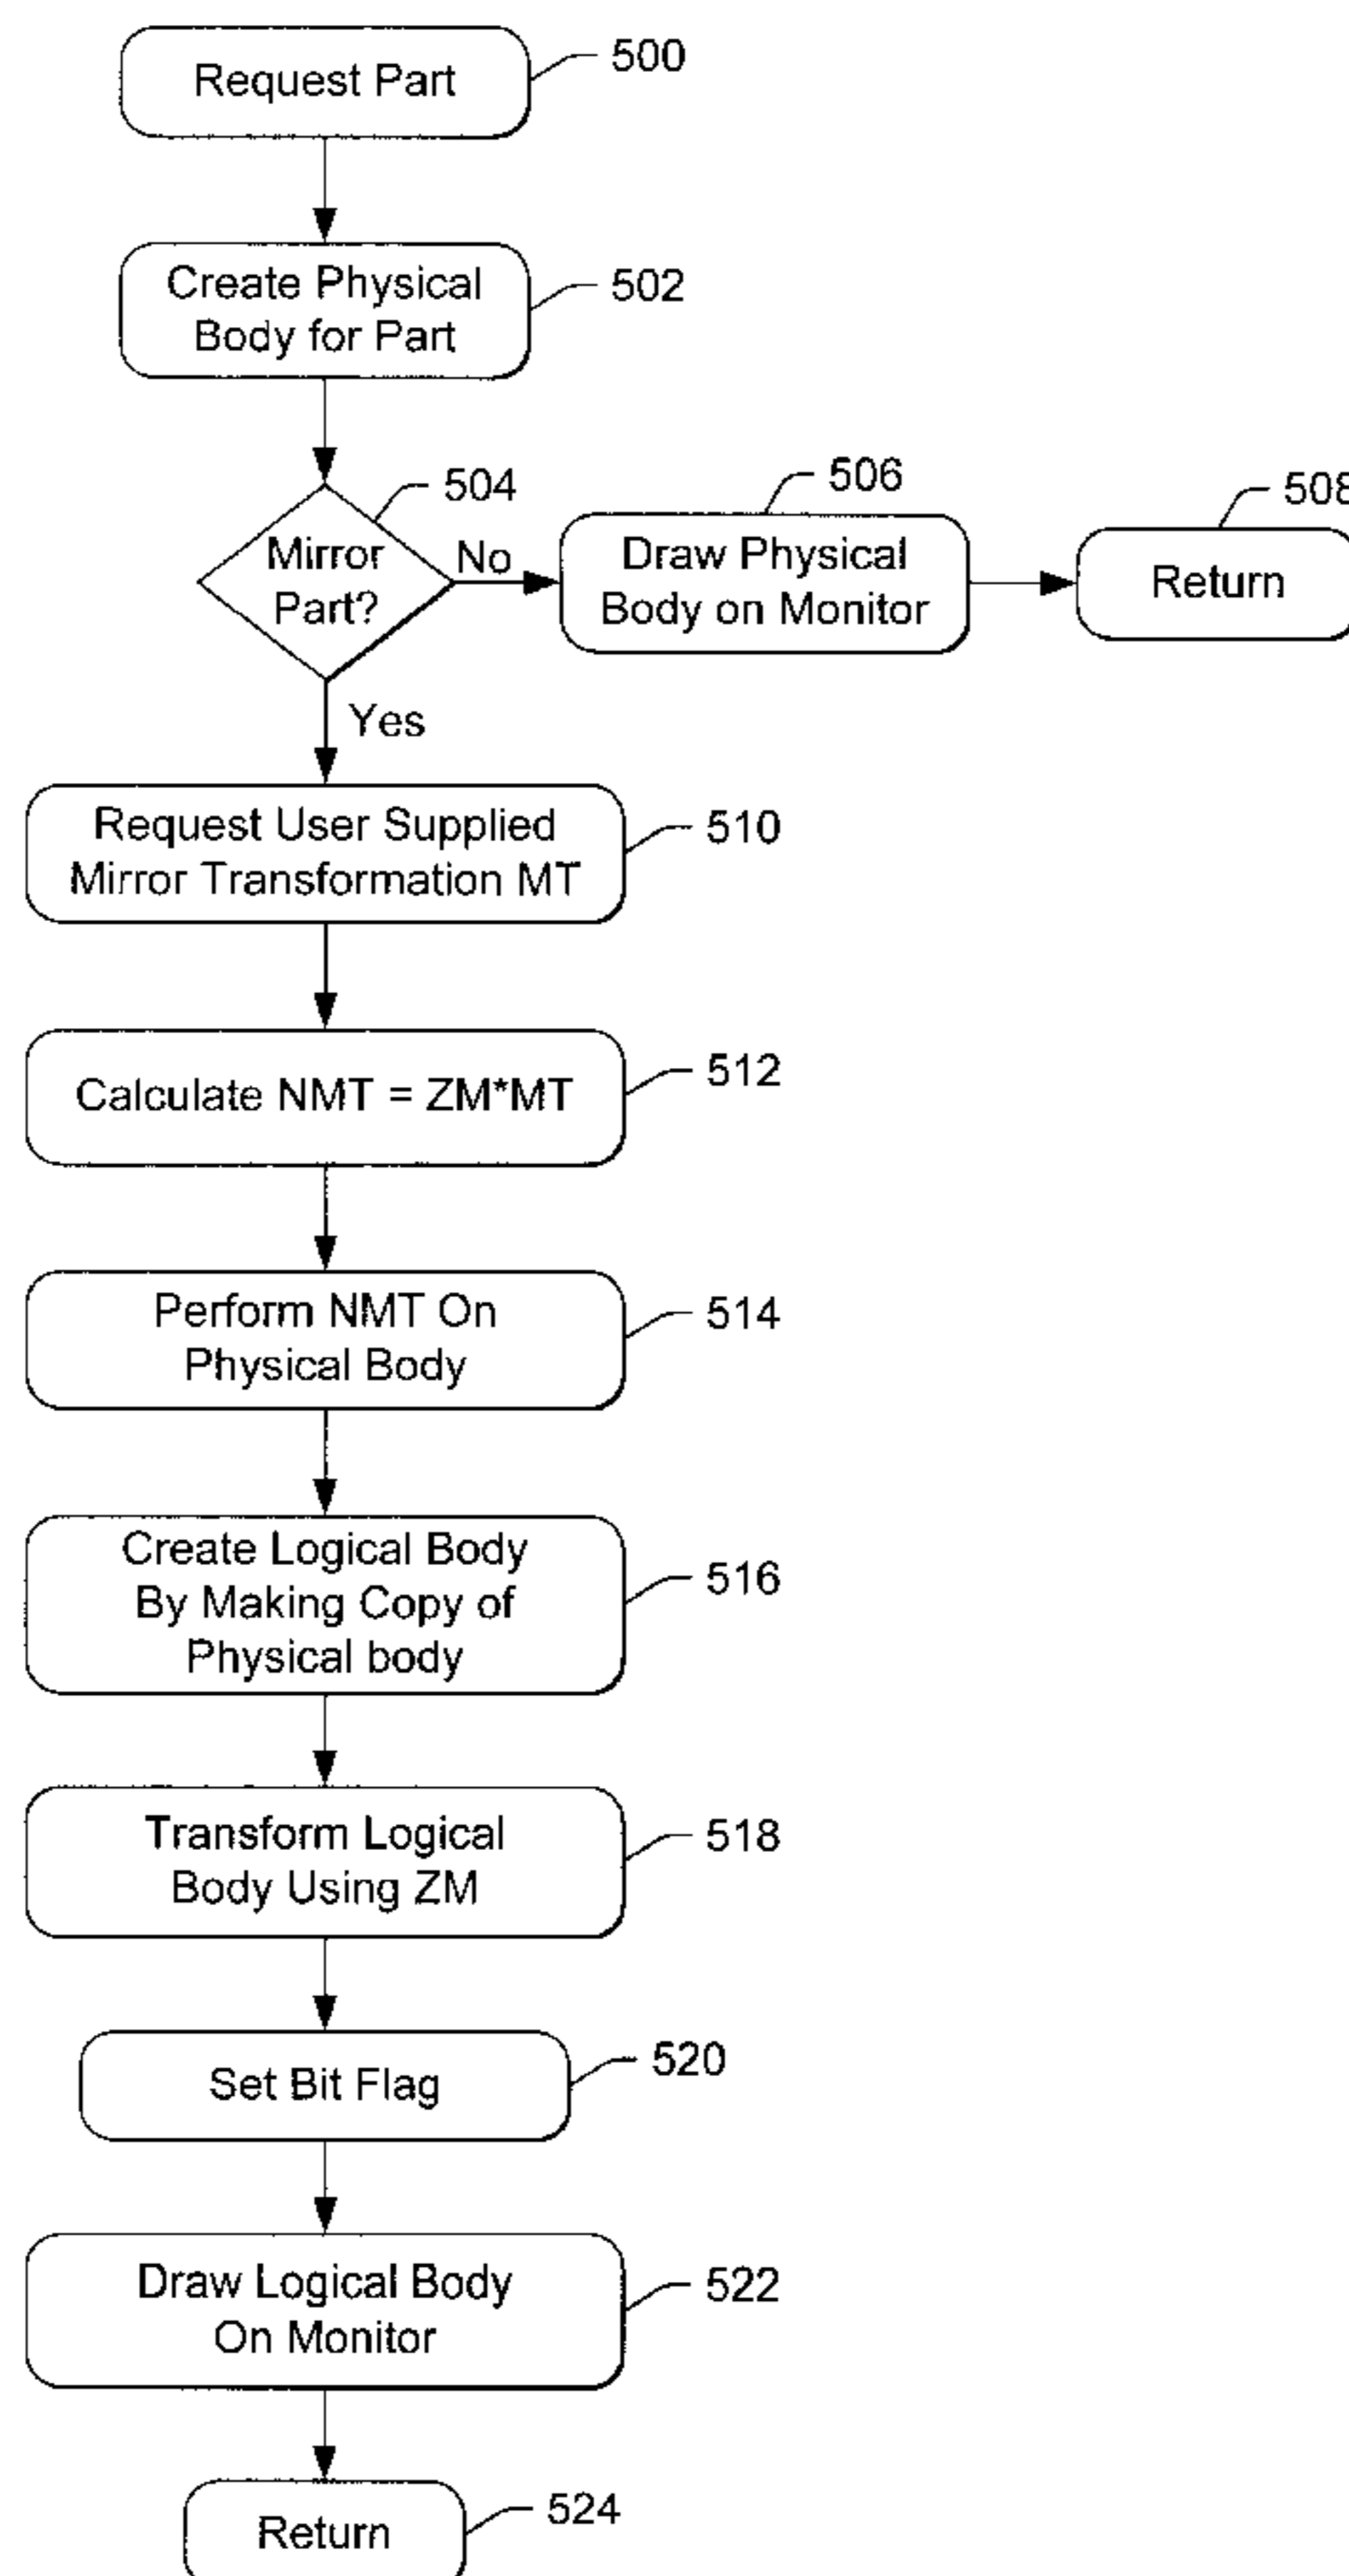 Request Part
500
Create Physical
Body for Part
502
Mirror
Part?
504
No
Draw Physical
Body on Monitor
506
Return
508
Yes
Request User Supplied
Mirror Transformation MT
510
Calculate NMT = ZM*MT
512
Perform NMT On
Physical Body
514
Create Logical Body
By Making Copy of
Physical body
516
Transform Logical
Body Using ZM
518
Set Bit Flag
520
Draw Logical Body
On Monitor
522
Return
524